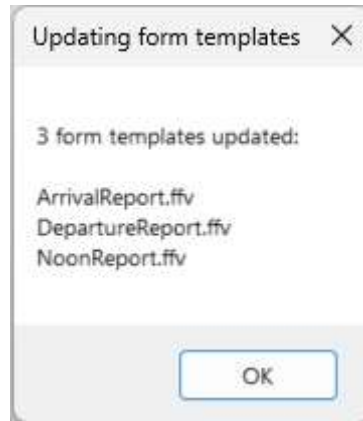 Updating form templates
3 form templates updated:
ArrivalReport.ffv
DepartureReport.ffv
NoonReport.ffv
OK